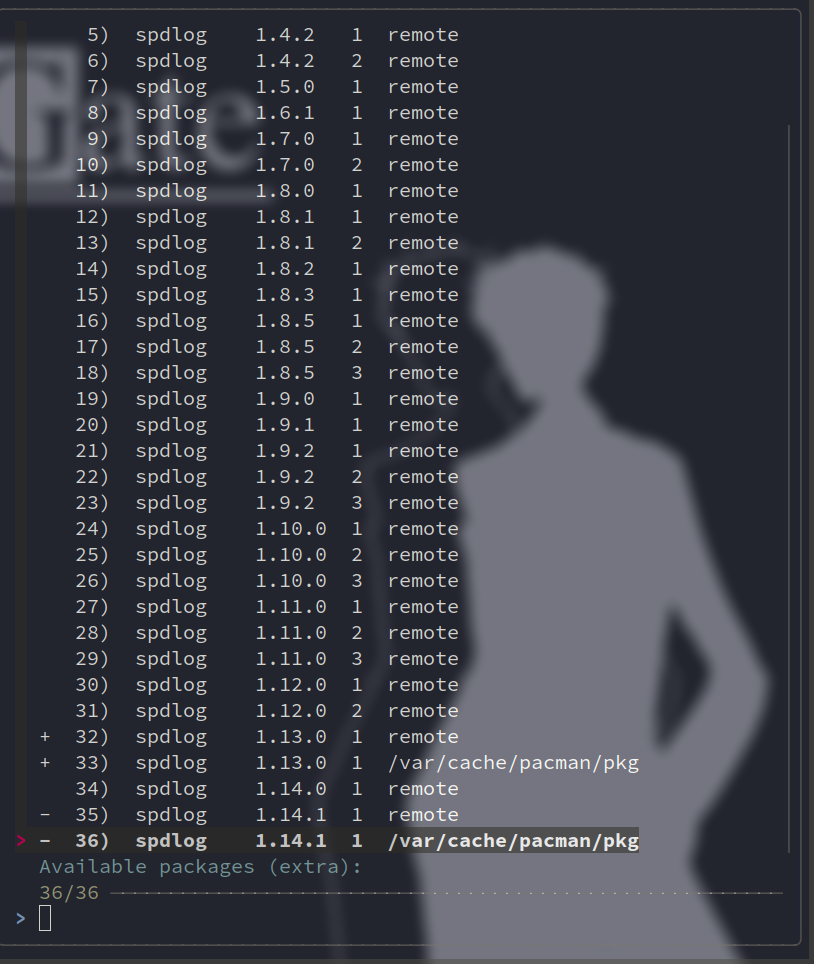 Gate
5) spdlog 1.4.2 1 remote
6) spdlog 1.4.2 2 remote
7) spdlog 1.5.0 1 remote
8) spdlog 1.6.1 1 remote
9) spdlog 1.7.0 1 remote
10) spdlog 1.7.0 2 remote
11) spdlog 1.8.0 1 remote
12) spdlog 1.8.1 1 remote
13) spdlog 1.8.1 2 remote
14) spdlog 1.8.2 1 remote
15) spdlog 1.8.3 1 remote
16) spdlog 1.8.5 1 remote
17) spdlog 1.8.5 2 remote
18) spdlog 1.8.5 3 remote
19) spdlog 1.9.0 1 remote
20) spdlog 1.9.1 1 remote
21) spdlog 1.9.2 1 remote
22) spdlog 1.9.2 2 remote
23) spdlog 1.9.2 3 remote
24) spdlog 1.10.0 1 remote
25) spdlog 1.10.0 2 remote
26) spdlog 1.10.0 3 remote
27) spdlog 1.11.0 1 remote
28) spdlog 1.11.0 2 remote
29) spdlog 1.11.0 3 remote
30) spdlog 1.12.0 1 remote
31) spdlog 1.12.0 2 remote
+ 32) spdlog 1.13.0 1 remote
+ 33) spdlog 1.13.0 1 /var/cache/pacman/pkg
34) spdlog 1.14.0 1 remote
- 35) spdlog 1.14.1 1 remote
> - 36) spdlog 1.14.1 1 /var/cache/pacman/pkg
Available packages (extra):
36/36
>